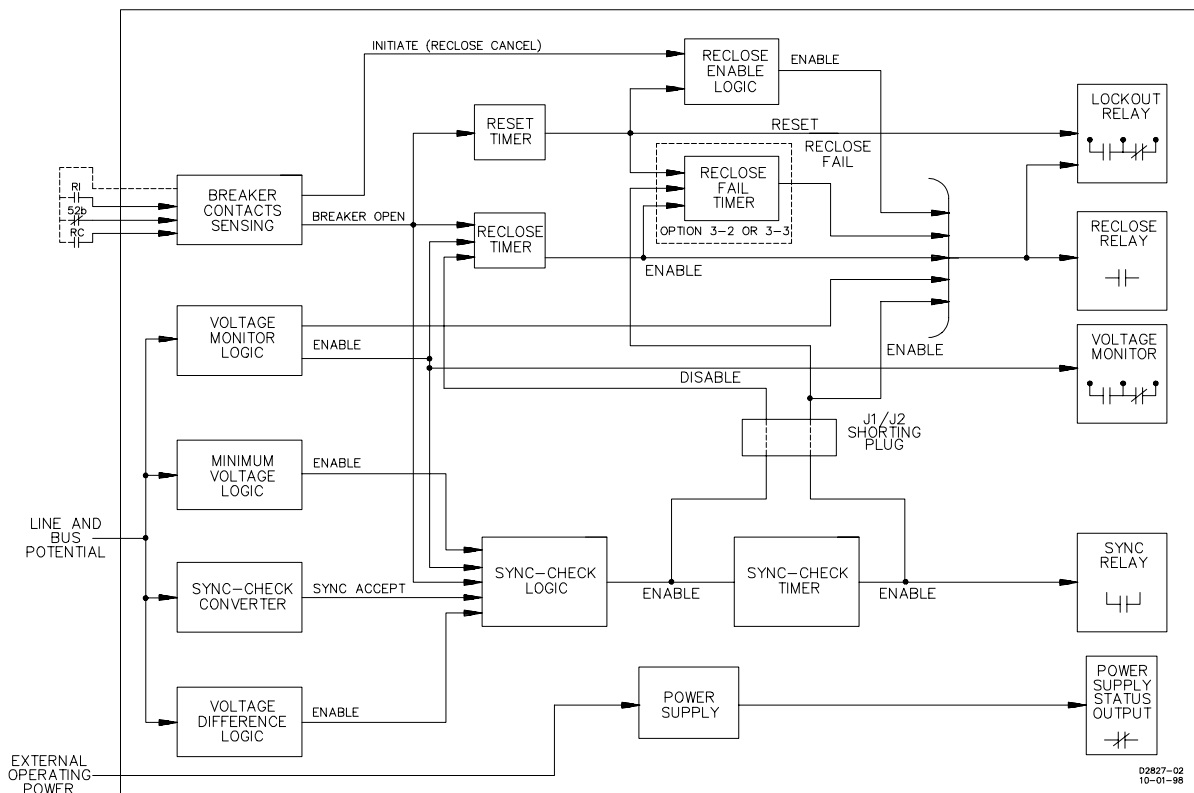 INITIATE (RECLOSE CANCEL)
RECLOSE
ENABLE
LOGIC
ENABLE
LOCKOUT
RELAY
RESET
TIMER
RESET
RECLOSE
FAIL
RECLOSE
FAIL
TIMER
OPTION 3-2 OR 3-3
RI
52b
RC
BREAKER
CONTACTS
SENSING
BREAKER OPEN
RECLOSE
TIMER
ENABLE
RECLOSE
RELAY
VOLTAGE
MONITOR
LOGIC
ENABLE
ENABLE
VOLTAGE
MONITOR
DISABLE
J1/J2
SHORTING
PLUG
MINIMUM
VOLTAGE
LOGIC
ENABLE
LINE AND
BUS
POTENTIAL
SYNC-CHECK
CONVERTER
SYNC ACCEPT
SYNC-CHECK
LOGIC
ENABLE
SYNC-CHECK
TIMER
ENABLE
SYNC
RELAY
VOLTAGE
DIFFERENCE
LOGIC
ENABLE
POWER
SUPPLY
POWER
SUPPLY
STATUS
OUTPUT
EXTERNAL
OPERATING
POWER
D2827-02
10-01-98